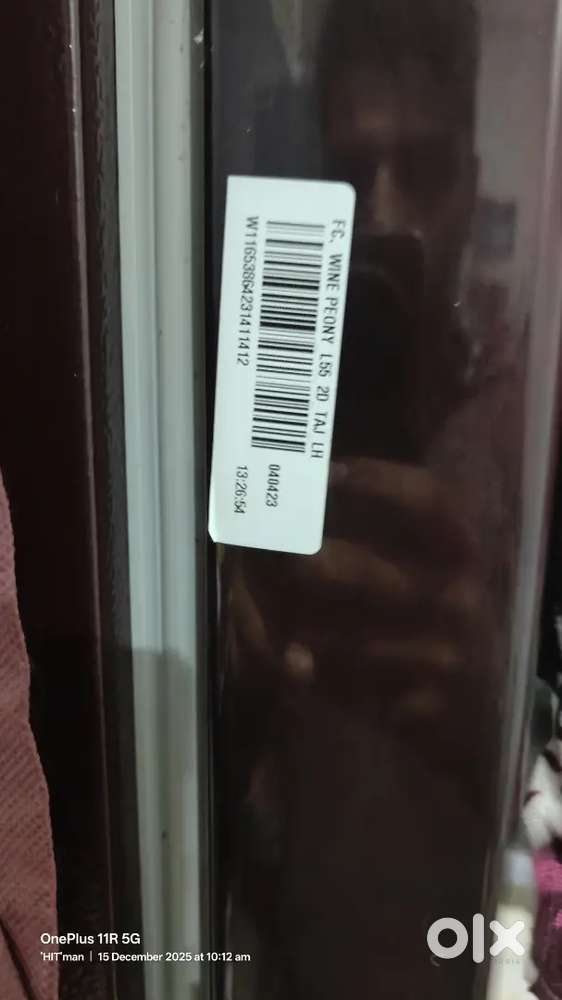 FC, WINE PEONY L55 2D TAJ LH
W11653864231411412
040423
13:26:54
OnePlus 11R 5G
"HIT"man | 15 December 2025 at 10:12 am
olx